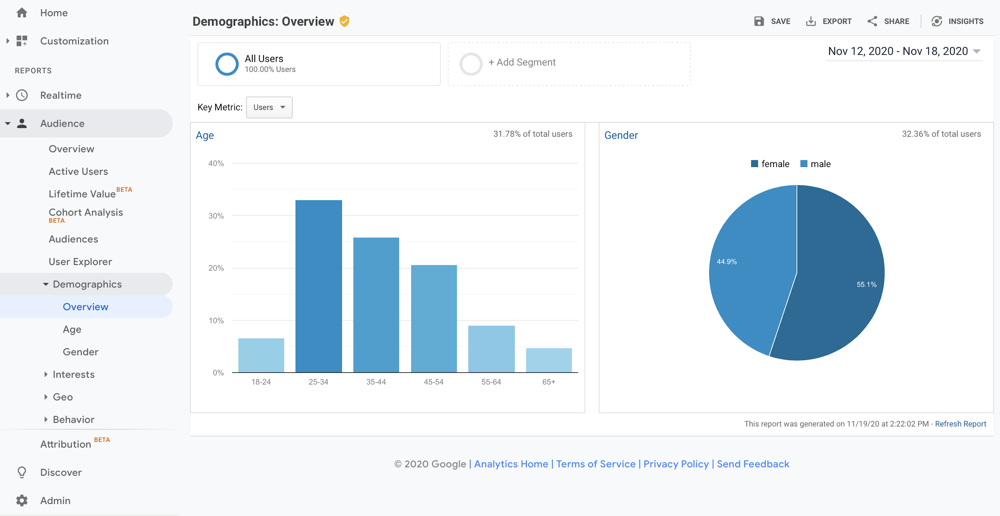 Home
Customization
REPORTS
Realtime
Audience
Overview
Active Users
Lifetime Value BETA
Cohort Analysis
BETA
Audiences
User Explorer
Demographics
Overview
Age
Gender
Interests
Geo
Behavior
Attribution BETA
Discover
Admin
Demographics: Overview
SAVE
EXPORT
SHARE
INSIGHTS
All Users
100.00% Users
+ Add Segment
Nov 12, 2020 - Nov 18, 2020
Key Metric: Users
Age
31.78% of total users
40%
30%
20%
10%
0%
18-24 25-34 35-44 45-54 55-64 65+
Gender
32.36% of total users
female male
44.9%
55.1%
This report was generated on 11/19/20 at 2:22:02 PM - Refresh Report
© 2020 Google | Analytics Home | Terms of Service | Privacy Policy | Send Feedback